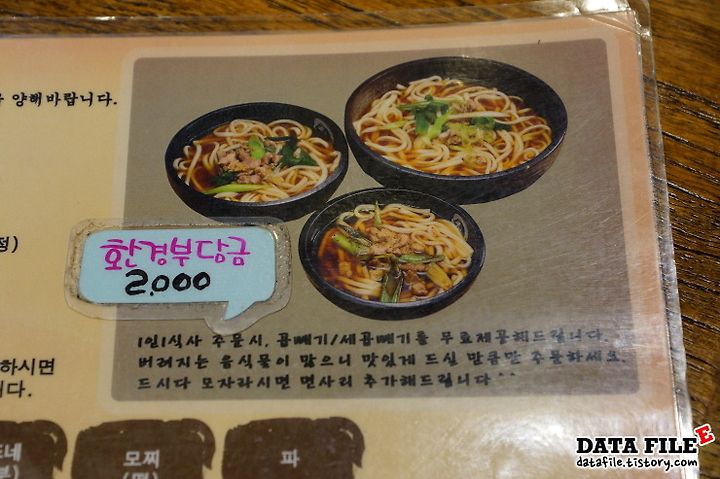 양해바랍니다.
정)
환경부담금
2,000
1인1식사 주문시, 곱빼기/세곱빼기를 무료제공해드립니다.
버려지는 음식물이 많으니 맛있게 드실 만큼만 주문하세요.
드시다 모자라시면 면사리 추가해드립니다^^
하시면
니다.
모찌
파
DATA FILE
datafile.tistory.com